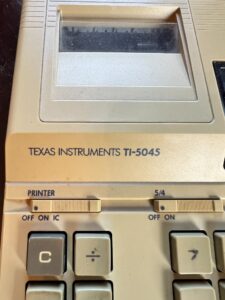 TEXAS INSTRUMENTS TI-5045
PRINTER 5/4
OFF ON IC OFF ON
C ÷ 7